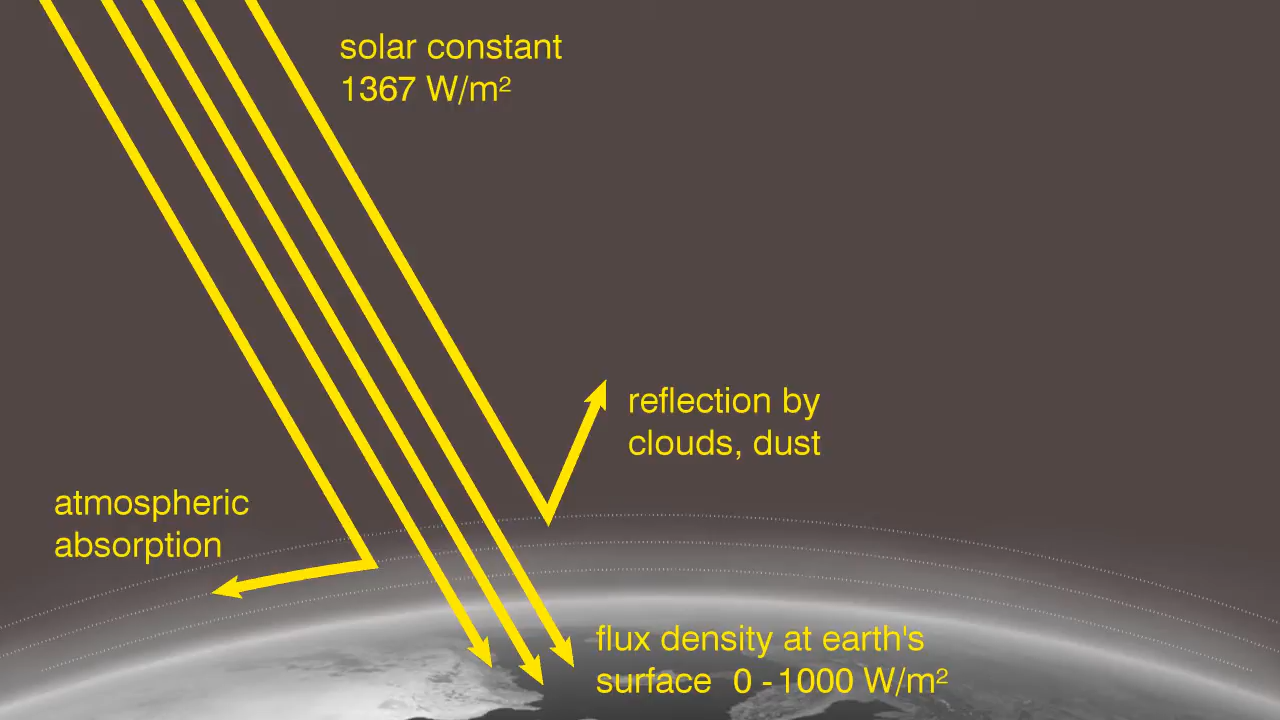 solar constant
1367 W/m²
reflection by
clouds, dust
atmospheric
absorption
flux density at earth's
surface  0 - 1000 W/m²